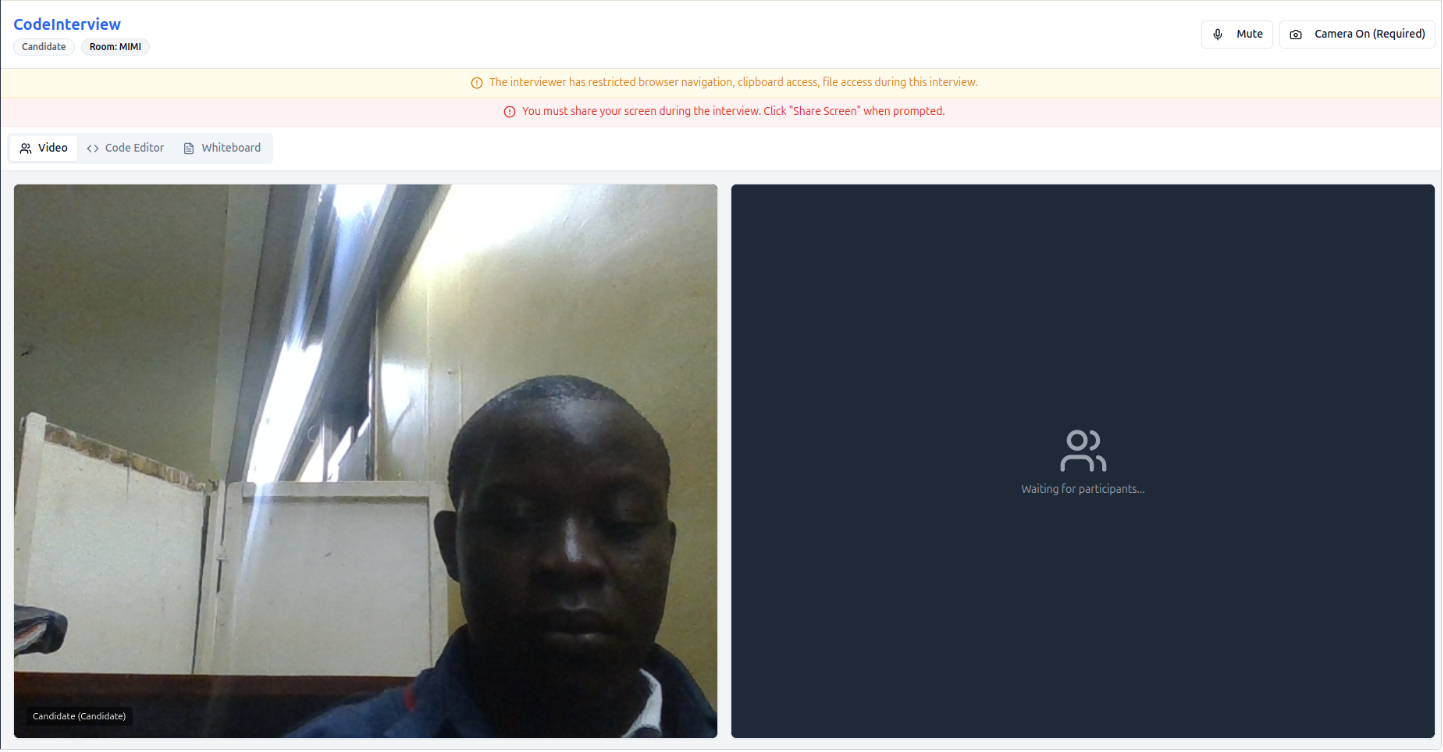 CodeInterview
Candidate Room: MIMI
Mute Camera On (Required)
The interviewer has restricted browser navigation, clipboard access, file access during this interview.
You must share your screen during the interview. Click "Share Screen" when prompted.
Video Code Editor Whiteboard
Waiting for participants...
Candidate (Candidate)